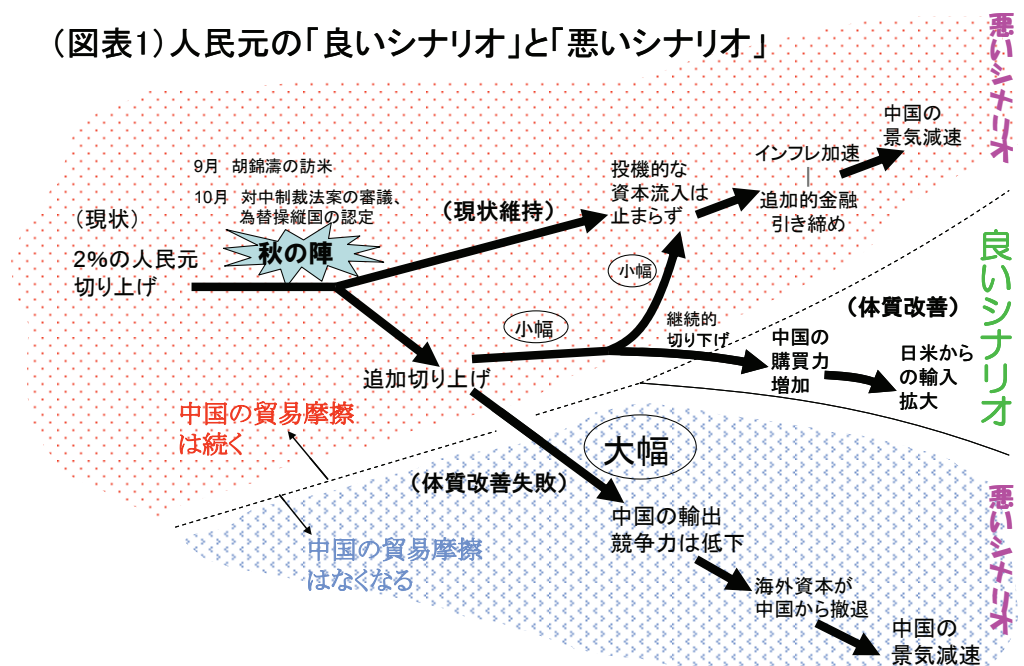 （図表1）人民元の「良いシナリオ」と「悪いシナリオ」
悪いシナリオ
中国の
景気減速
インフレ加速
｜
追加的金融
引き締め
投機的な
資本流入は
止まらず
9月　胡錦濤の訪米
10月　対中制裁法案の審議、
為替操縦国の認定
（現状）
2%の人民元
切り上げ
秋の陣
（現状維持）
小幅
小幅
継続的
切り下げ
追加切り上げ
（体質改善）
良いシナリオ
中国の
購買力
増加
日米から
の輸入
拡大
中国の貿易摩擦
は続く
大幅
（体質改善失敗）
中国の輸出
競争力は低下
中国の貿易摩擦
はなくなる
海外資本が
中国から撤退
中国の
景気減速
悪いシナリオ